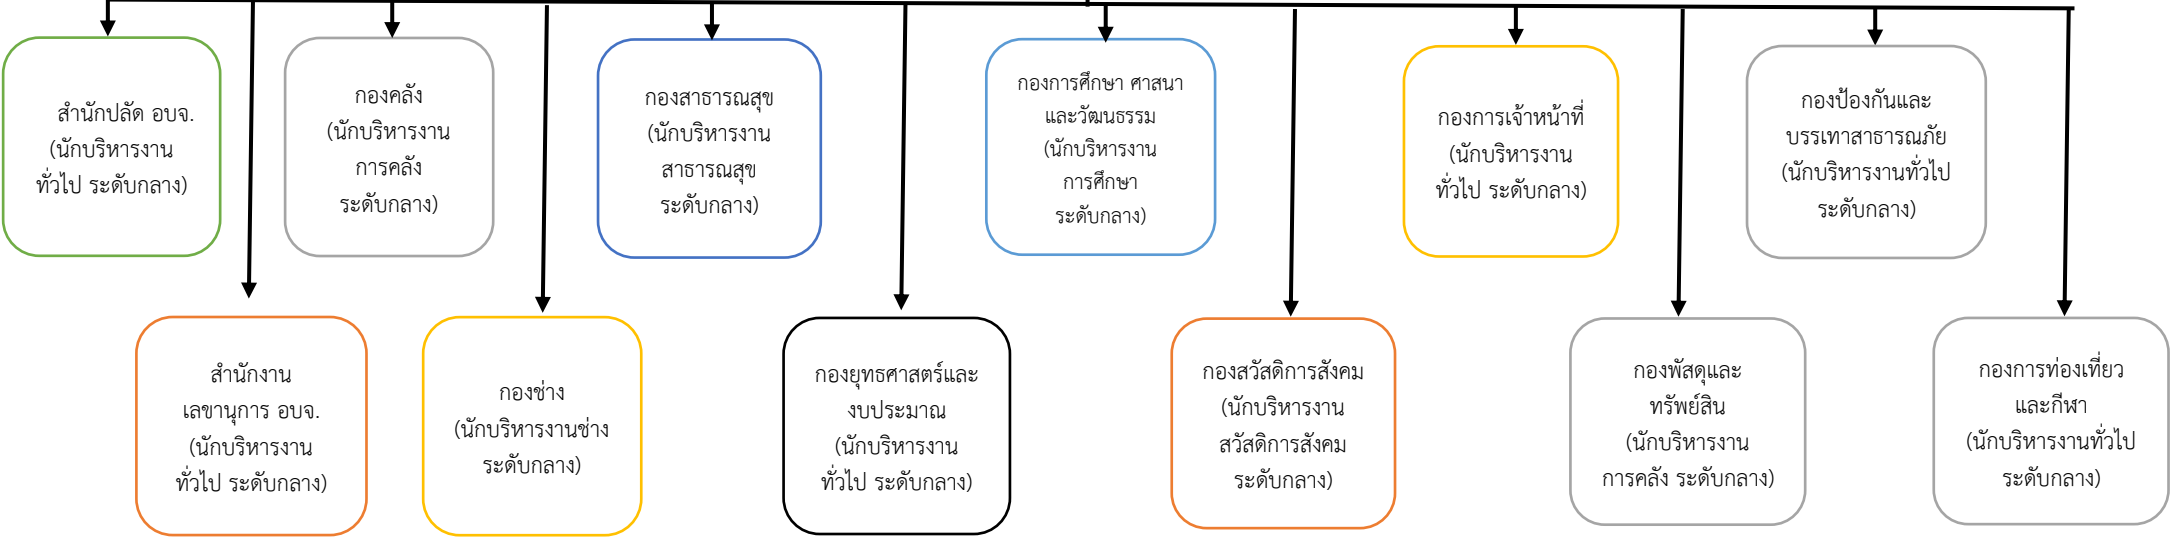 สำนักปลัด อบจ.
(นักบริหารงาน
ทั่วไป ระดับกลาง)
กองคลัง
(นักบริหารงาน
การคลัง
ระดับกลาง)
กองสาธารณสุข
(นักบริหารงาน
สาธารณสุข
ระดับกลาง)
กองการศึกษา ศาสนา
และวัฒนธรรม
(นักบริหารงาน
การศึกษา
ระดับกลาง)
กองการเจ้าหน้าที่
(นักบริหารงาน
ทั่วไป ระดับกลาง)
กองป้องกันและ
บรรเทาสาธารณภัย
(นักบริหารงานทั่วไป
ระดับกลาง)
สำนักงาน
เลขานุการ อบจ.
(นักบริหารงาน
ทั่วไป ระดับกลาง)
กองช่าง
(นักบริหารงานช่าง
ระดับกลาง)
กองยุทธศาสตร์และ
งบประมาณ
(นักบริหารงาน
ทั่วไป ระดับกลาง)
กองสวัสดิการสังคม
(นักบริหารงาน
สวัสดิการสังคม
ระดับกลาง)
กองพัสดุและ
ทรัพย์สิน
(นักบริหารงาน
การคลัง ระดับกลาง)
กองการท่องเที่ยว
และกีฬา
(นักบริหารงานทั่วไป
ระดับกลาง)